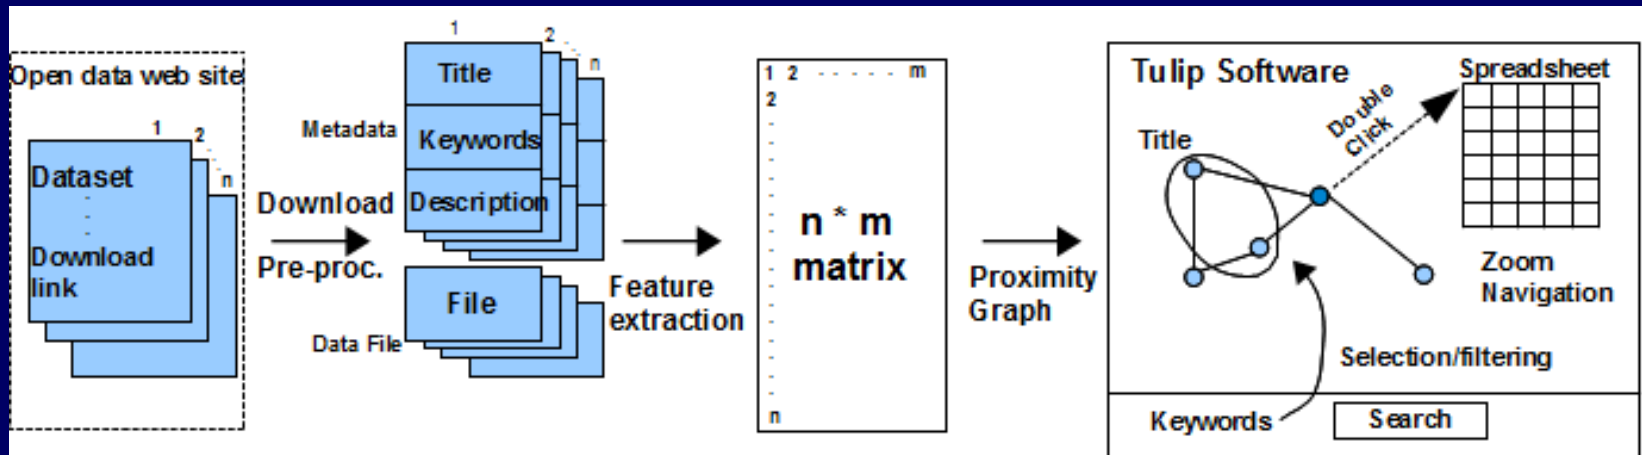 Open data web site
1
2
n
Dataset
Download
link
Download
Pre-proc.
1
2
n
Metadata
Title
Keywords
Description
Data File
File
Feature
extraction
1 2 - - - - - m
2
n * m
matrix
n
Proximity
Graph
Tulip Software
Spreadsheet
Double
Click
Title
Zoom
Navigation
Selection/filtering
Keywords
Search